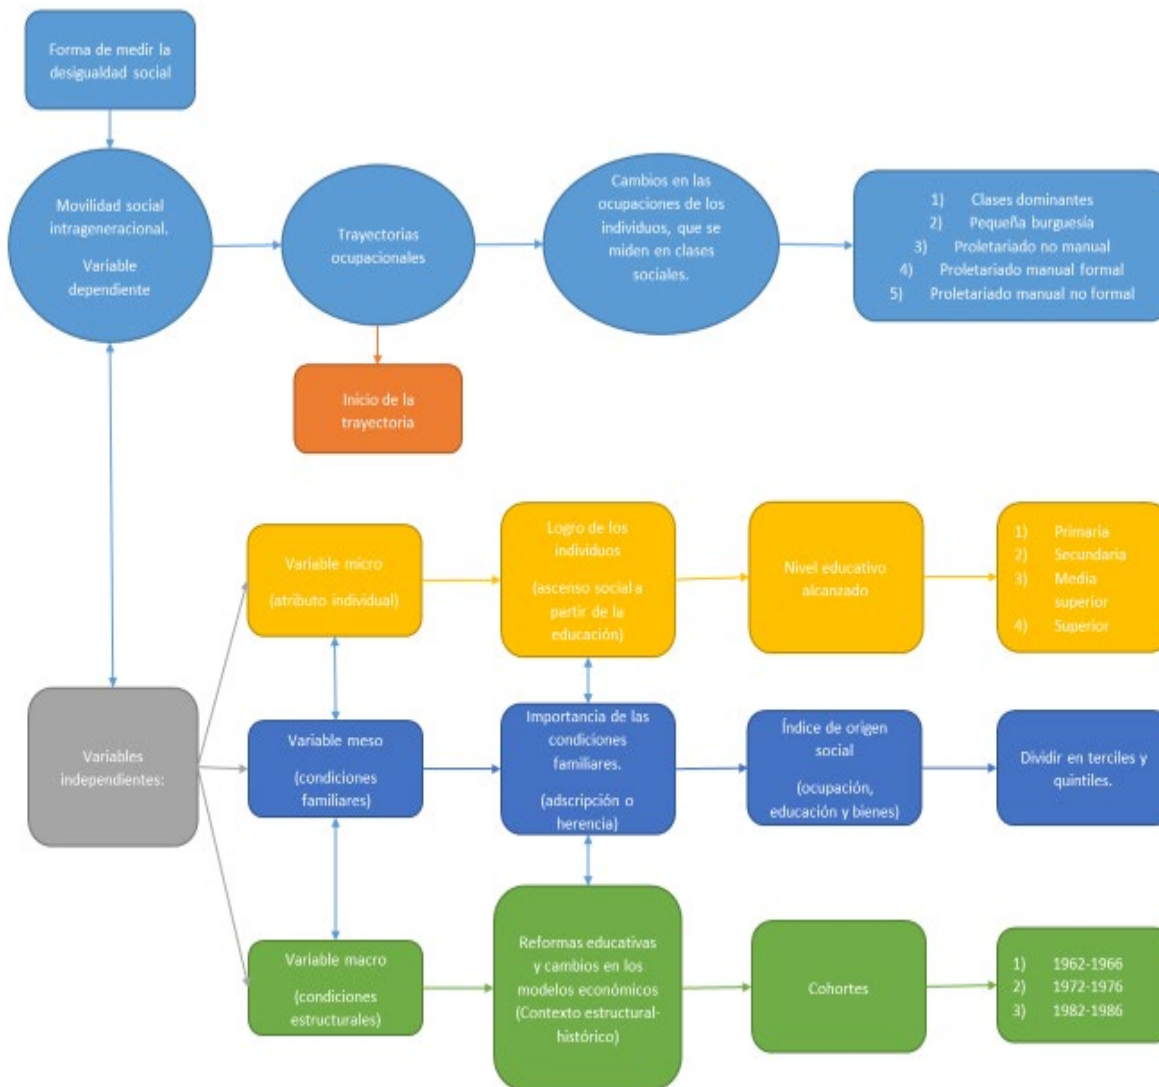 Forma de medir la
desigualdad social
Movilidad social
intrageneracional.
Variable
dependiente
Trayectorias
ocupacionales
Cambios en las
ocupaciones de los
individuos, que se
miden en clases
sociales.
1) Clases dominantes
2) Pequeña burguesía
3) Proletariado no manual
4) Proletariado manual formal
5) Proletariado manual no formal
Inicio de la
trayectoria
Variables
independientes:
Variable micro
(atributo individual)
Logro de los
individuos
(ascenso social a
partir de la
educación)
Nivel educativo
alcanzado
1) Primaria
2) Secundaria
3) Media
superior
4) Superior
Variable meso
(condiciones
familiares)
Importancia de las
condiciones
familiares.
(adscripción o
herencia)
Índice de origen
social
(ocupación,
educación y bienes)
Dividir en terciles y
quintiles.
Variable macro
(condiciones
estructurales)
Reformas educativas
y cambios en los
modelos económicos
(Contexto estructural-
histórico)
Cohortes
1) 1962-1966
2) 1972-1976
3) 1982-1986